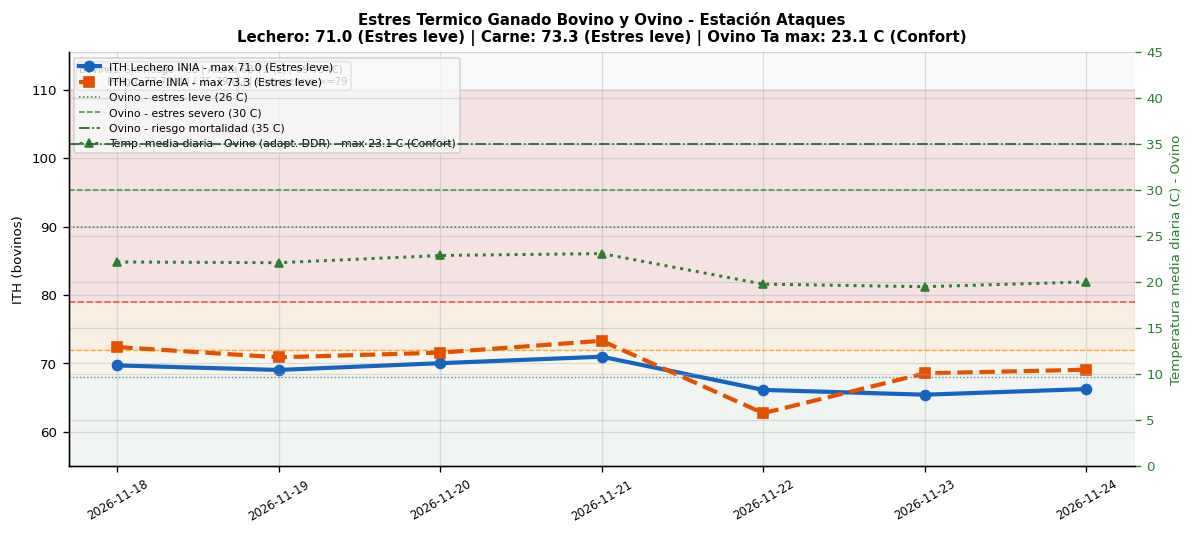 Estres Termico Ganado Bovino y Ovino - Estación Ataques
Lechero: 71.0 (Estres leve) | Carne: 73.3 (Estres leve) | Ovino Ta max: 23.1 C (Confort)
ITH Lechero INIA - max 71.0 (Estres leve)
ITH Carne INIA - max 73.3 (Estres leve)
Ovino - estres leve (26 C)
Ovino - estres severo (30 C)
Ovino - riesgo mortalidad (35 C)
Temp. media diaria - Ovino (adapt. DDR) - max 23.1 C (Confort)
ITH (bovinos)
110
100
90
80
70
60
Temperatura media diaria (C) - Ovino
45
40
35
30
25
20
15
10
5
0
2026-11-18
2026-11-19
2026-11-20
2026-11-21
2026-11-22
2026-11-23
2026-11-24